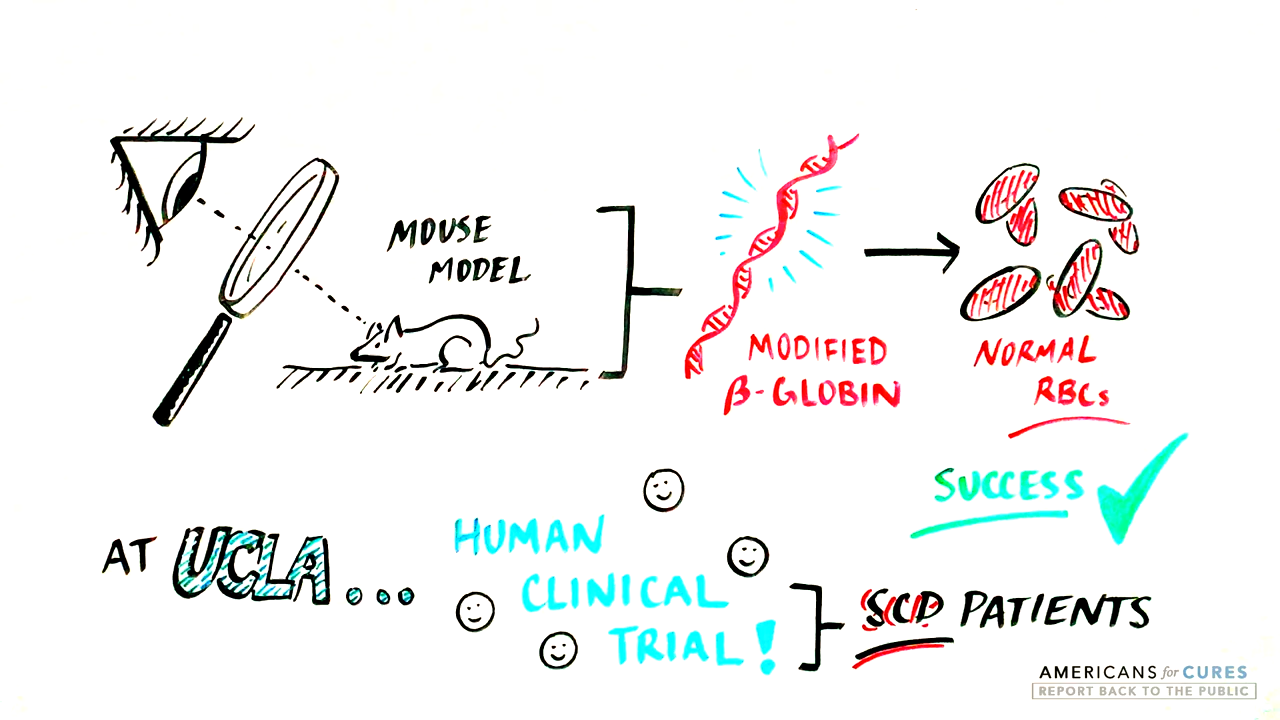 MOUSE
MODEL
MODIFIED
β-GLOBIN
NORMAL
RBCs
SUCCESS
AT UCLA...
HUMAN
CLINICAL
TRIAL!
SCD PATIENTS
AMERICANS for CURES
REPORT BACK TO THE PUBLIC